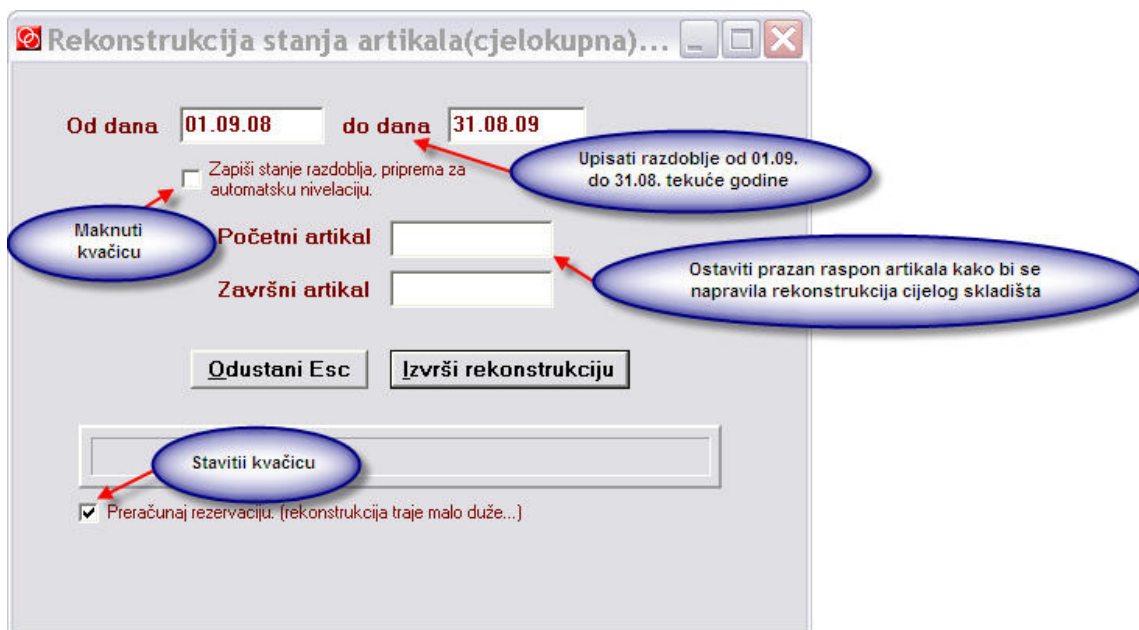 Rekonstrukcija stanja artikala(cjelokupna)...
Od dana 01.09.08 do dana 31.08.09
Upisati razdoblje od 01.09.
do 31.08. tekuće godine
Zapiši stanje razdoblja, priprema za
automatsku nivelaciju.
Maknuti
kvačicu
Početni artikal
Ostaviti prazan raspon artikala kako bi se
napravila rekonstrukcija cijelog skladišta
Završni artikal
Odustani Esc
Izvrši rekonstrukciju
Stavitii kvačicu
Preračunaj rezervaciju. (rekonstrukcija traje malo duže...)